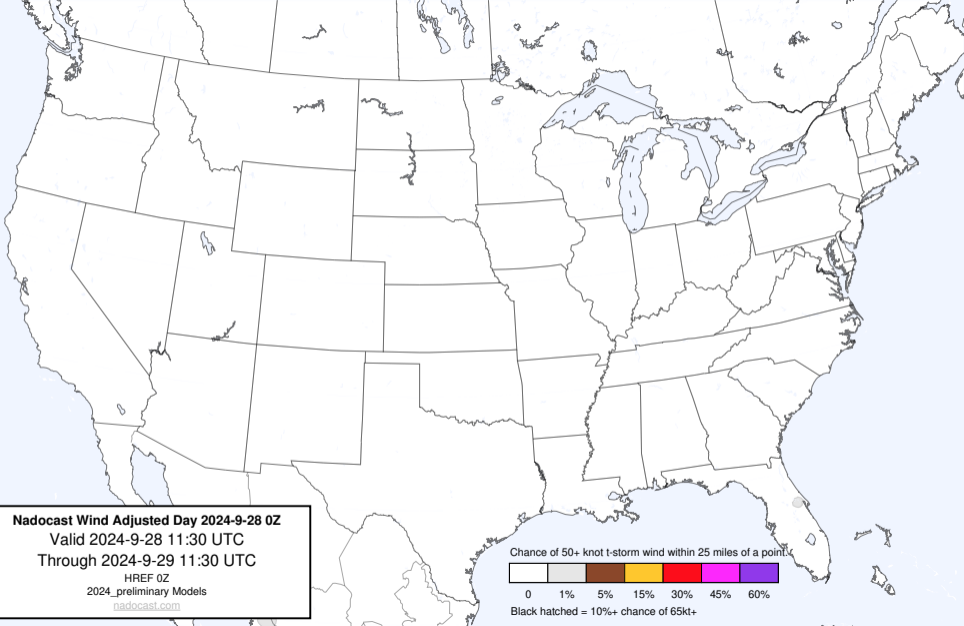 Nadocast Wind Adjusted Day 2024-9-28 0Z
Valid 2024-9-28 11:30 UTC
Through 2024-9-29 11:30 UTC
HREF 0Z
2024_preliminary Models
nadocast.com
Chance of 50+ knot t-storm wind within 25 miles of a point.
0 1% 5% 15% 30% 45% 60%
Black hatched = 10%+ chance of 65kt+